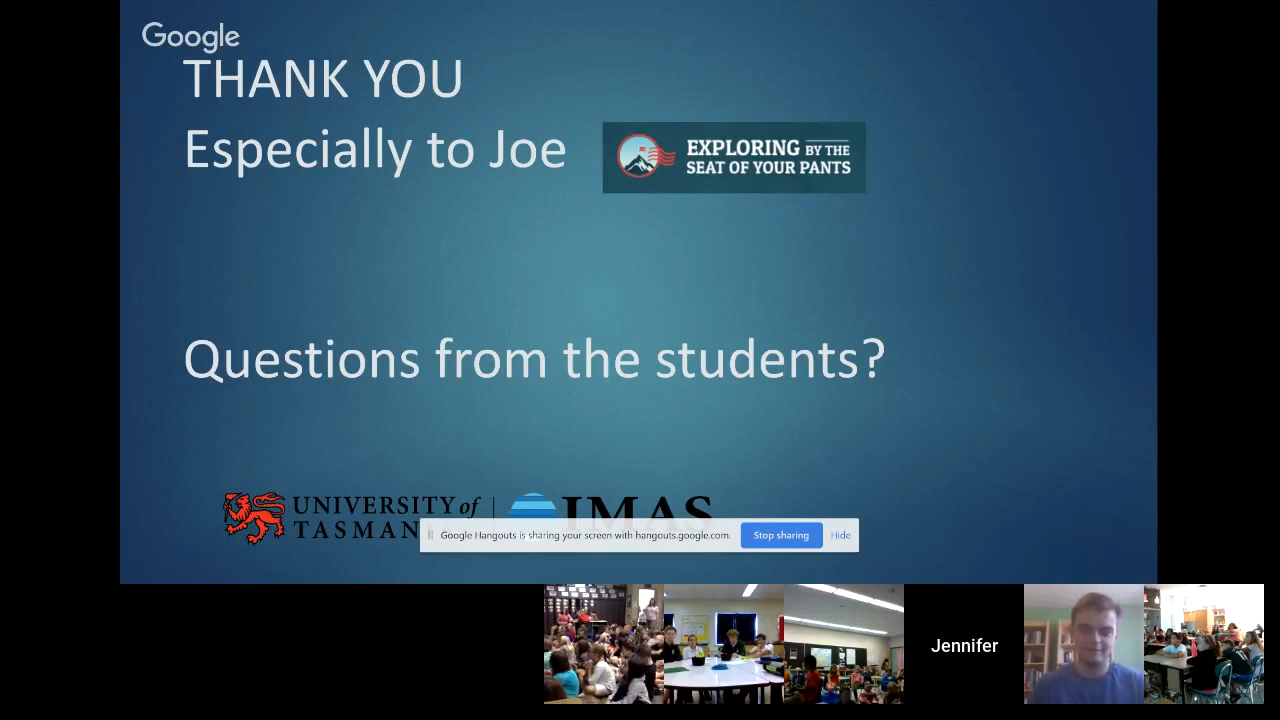 Google
THANK YOU
Especially to Joe
EXPLORING BY THE
SEAT OF YOUR PANTS
Questions from the students?
UNIVERSITY of
TASMAN
IMAS
Google Hangouts is sharing your screen with hangouts.google.com.
Stop sharing
Hide
Jennifer